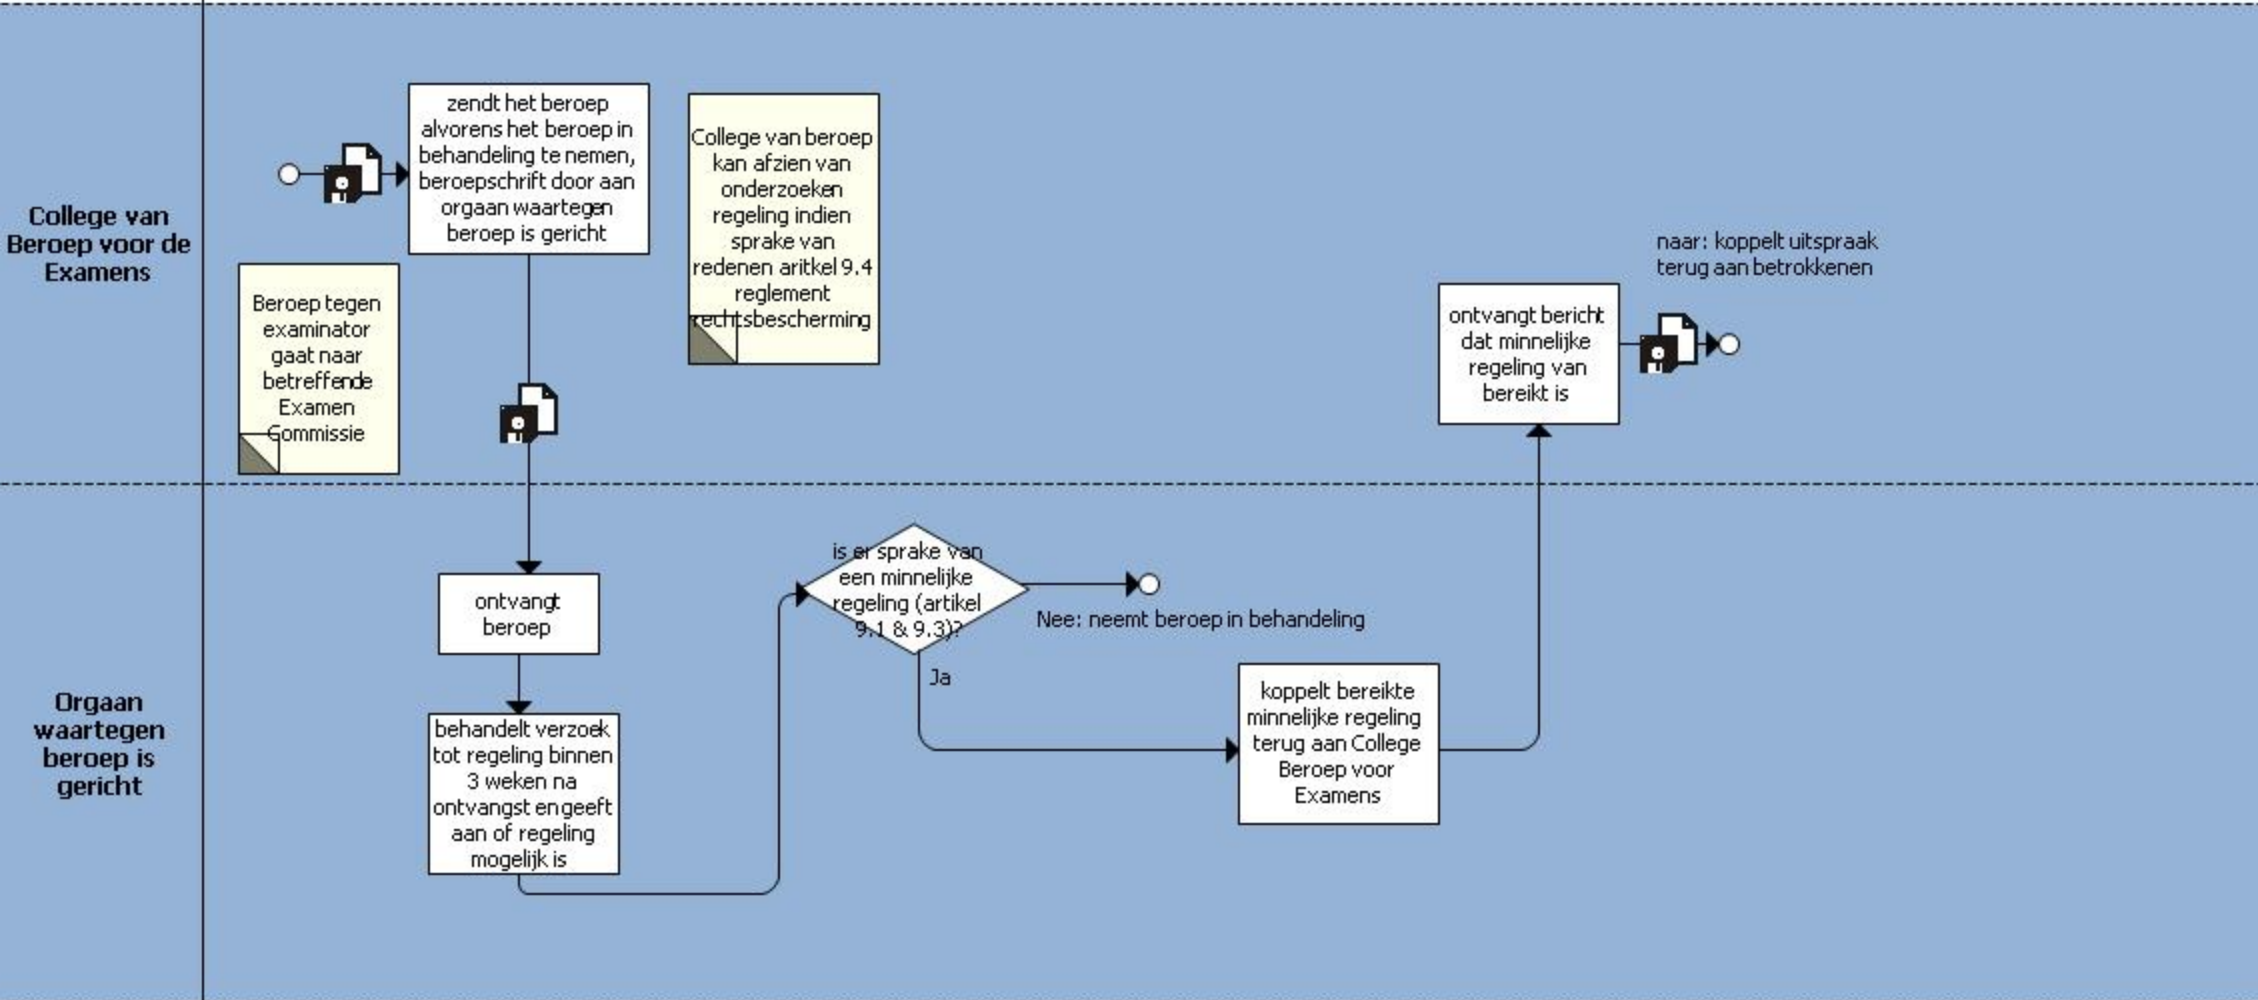 College van
Beroep voor de
Examens
zendt het beroep
alvorens het beroep in
behandeling te nemen,
beroepschrift door aan
orgaan waartegen
beroep is gericht
College van beroep
kan afzien van
onderzoeken
regeling indien
sprake van
redenen aritkel 9.4
reglement
rechtsbescherming
Beroep tegen
examinator
gaat naar
betreffende
Examen
Commissie
naar: koppelt uitspraak
terug aan betrokkenen
ontvangt bericht
dat minnelijke
regeling van
bereikt is
Orgaan
waartegen
beroep is
gericht
ontvangt
beroep
behandelt verzoek
tot regeling binnen
3 weken na
ontvangst en geeft
aan of regeling
mogelijk is
is er sprake van
een minnelijke
regeling (artikel
9.1 & 9.3)?
Nee: neemt beroep in behandeling
Ja
koppelt bereikte
minnelijke regeling
terug aan College
Beroep voor
Examens